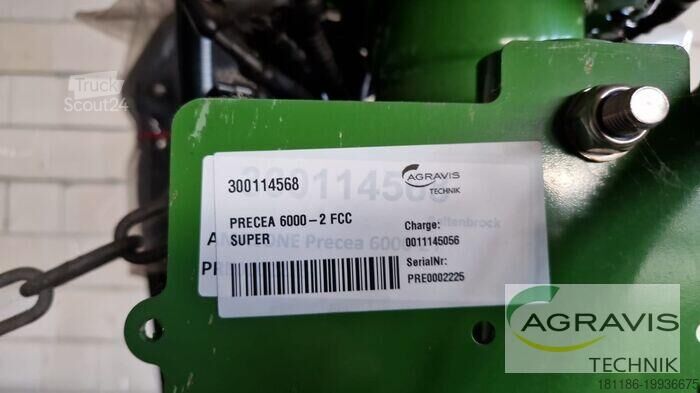 Truck
Scout24
300114568
AGRAVIS
TECHNIK
PRECEA 6000-2 FCC
SUPER
Charge:
0011145056
SerialNr:
PRE0002225
AGRAVIS
TECHNIK
181186-19936675